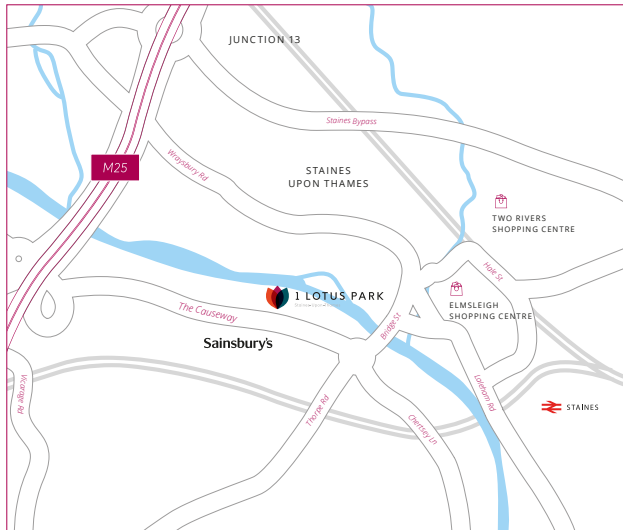 JUNCTION 13
Staines Bypass
M25
Wraysbury Rd
STAINES
UPON THAMES
TWO RIVERS
SHOPPING CENTRE
Hale St
1 LOTUS PARK
ELMSLEIGH
SHOPPING CENTRE
The Causeway
Bridge St
Sainsbury's
Vicarage Rd
Thorpe Rd
Chertsey Ln
Laleham Rd
STAINES